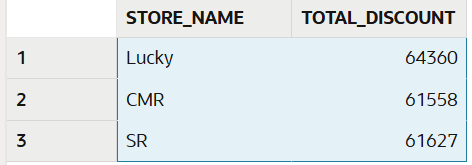 STORE_NAME TOTAL_DISCOUNT
1 Lucky 64360
2 CMR 61558
3 SR 61627